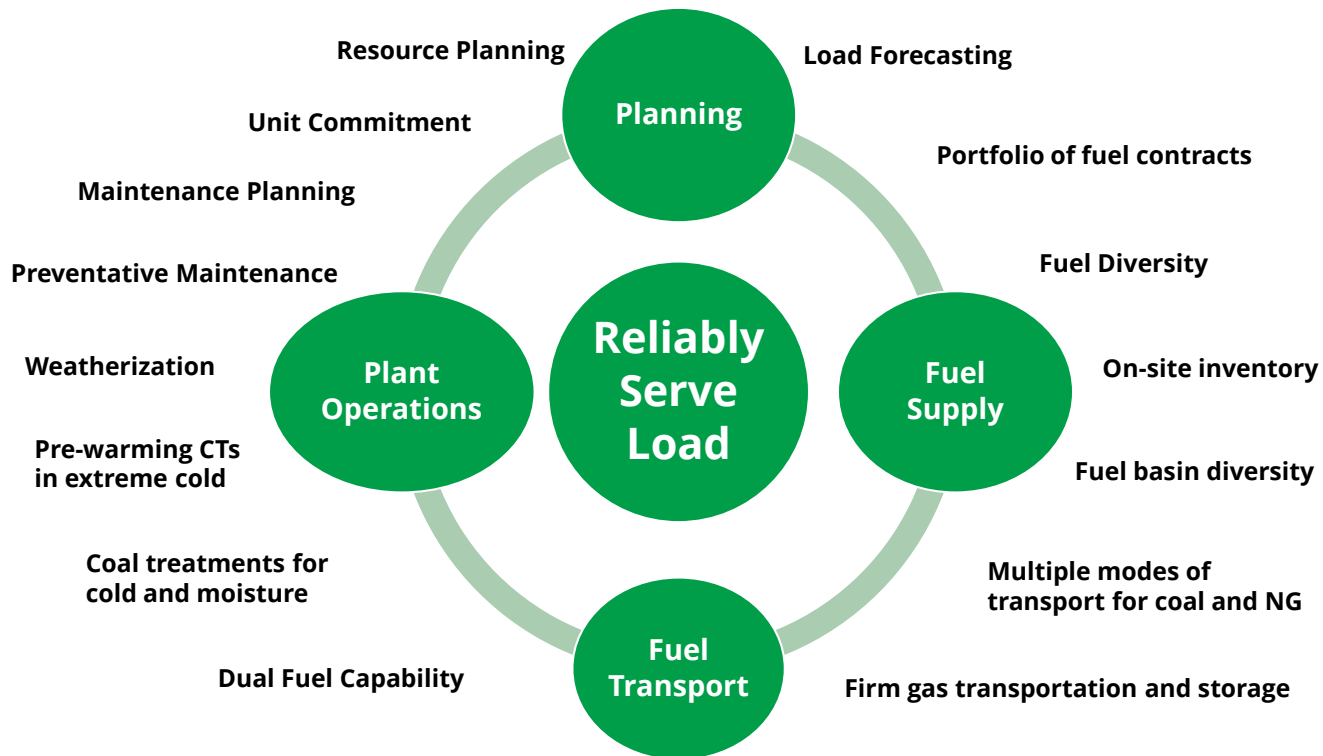 Resource Planning
Load Forecasting
Planning
Unit Commitment
Portfolio of fuel contracts
Maintenance Planning
Preventative Maintenance
Fuel Diversity
Reliably
Serve
Load
Plant
Operations
Fuel
Supply
Weatherization
On-site inventory
Pre-warming CTs
in extreme cold
Fuel basin diversity
Coal treatments for
cold and moisture
Multiple modes of
transport for coal and NG
Fuel
Transport
Dual Fuel Capability
Firm gas transportation and storage